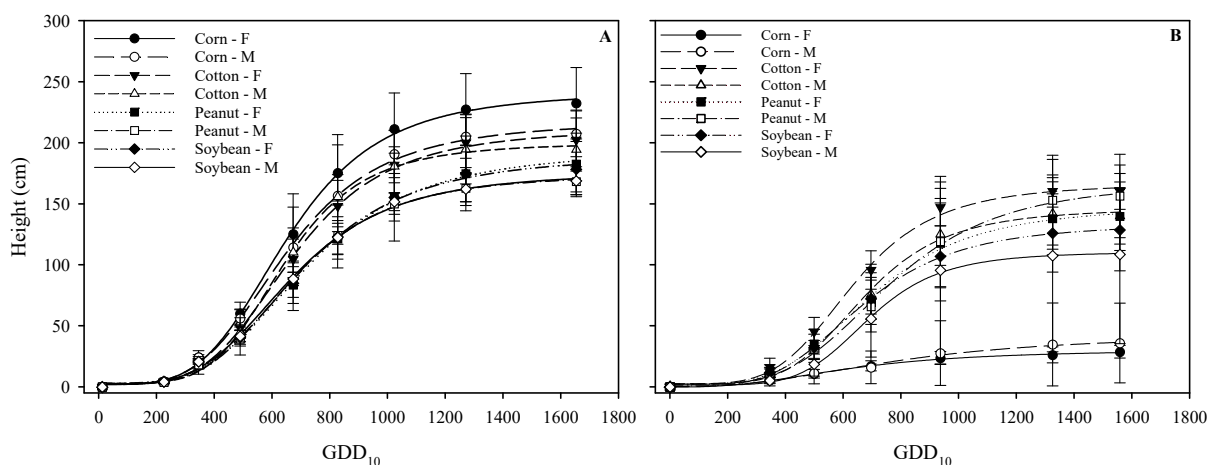 300
250
200
150
100
50
0
Height (cm)
A
Corn - F
Corn - M
Cotton - F
Cotton - M
Peanut - F
Peanut - M
Soybean - F
Soybean - M
0 200 400 600 800 1000 1200 1400 1600 1800
GDD₁₀
B
Corn - F
Corn - M
Cotton - F
Cotton - M
Peanut - F
Peanut - M
Soybean - F
Soybean - M
0 200 400 600 800 1000 1200 1400 1600 1800
GDD₁₀